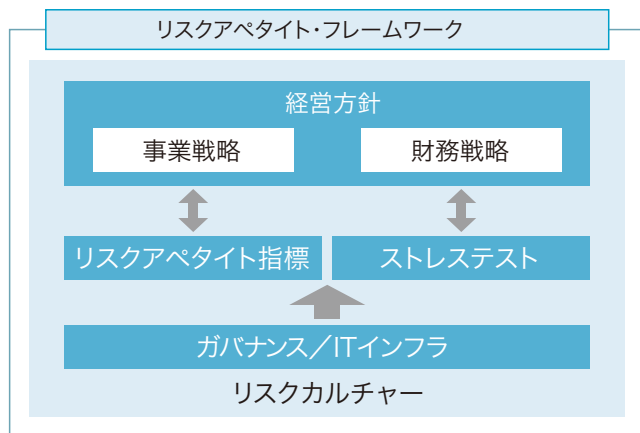 リスクアペタイト・フレームワーク
経営方針
事業戦略
財務戦略
リスクアペタイト指標
ストレステスト
ガバナンス／ITインフラ
リスクカルチャー